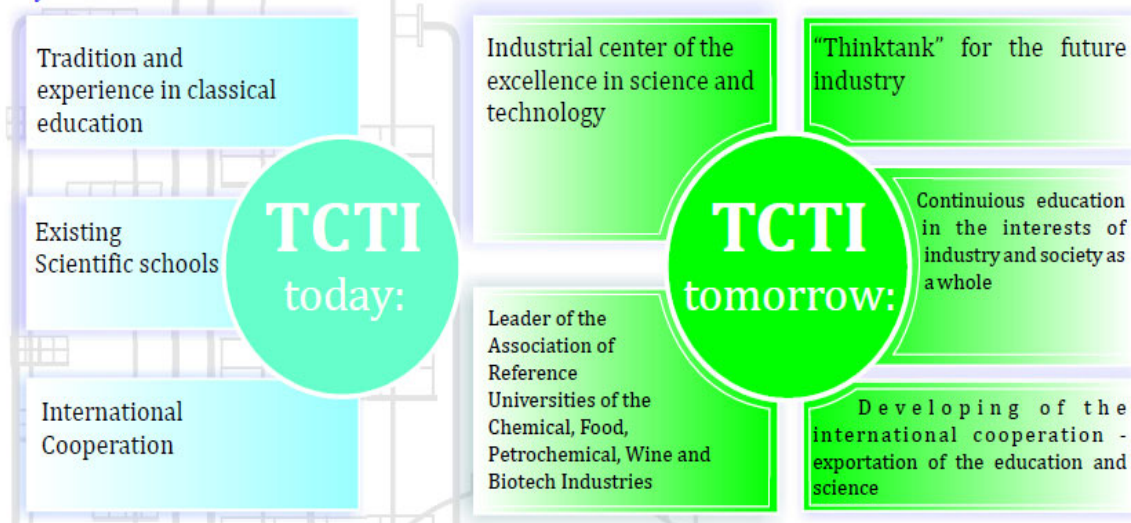 Tradition and
experience in classical
education
Existing
Scientific schools
International
Cooperation
TCTI
today:
Industrial center of the
excellence in science and
technology
Leader of the
Association of
Reference
Universities of the
Chemical, Food,
Petrochemical, Wine and
Biotech Industries
TCTI
tomorrow:
“Thinktank” for the future
industry
Continuious education
in the interests of
industry and society as
a whole
Developing of the
international cooperation -
exportation of the education and
science